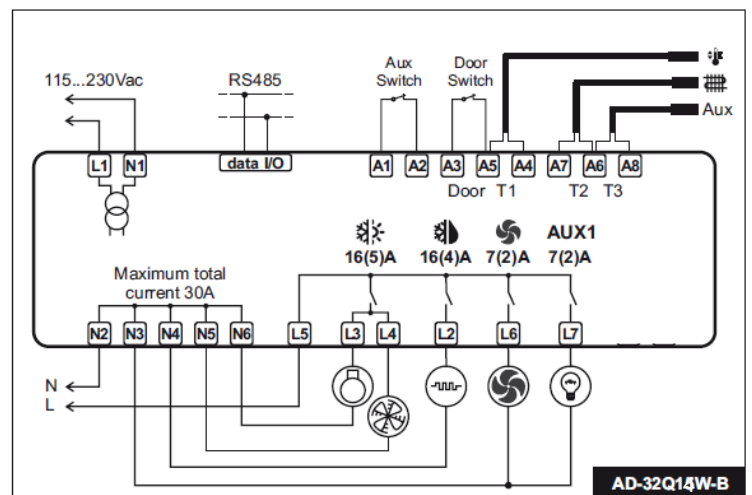 115...230Vac
RS485
Aux Switch
Door Switch
Aux
L1 N1 data I/O A1 A2 A3 A5 A4 A7 A6 A8
Door T1 T2 T3
AUX1
16(5)A 16(4)A 7(2)A 7(2)A
Maximum total
current 30A
N2 N3 N4 N5 N6 L5 L3 L4 L2 L6 L7
N
L